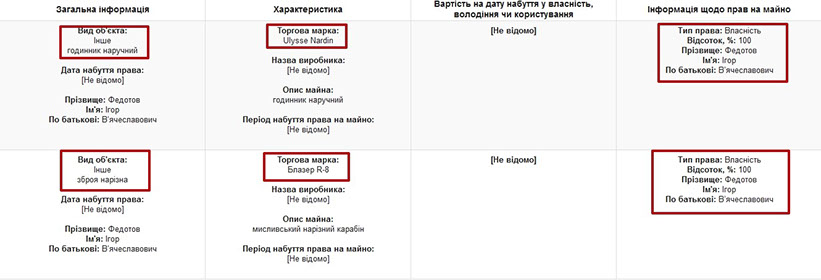 Загальна інформація
Характеристика
Вартість на дату набуття у власність,
володіння чи користування
Інформація щодо прав на майно
Вид об'єкта:
Інше
годинник наручний
Дата набуття права:
[Не відомо]
Прізвище: Федотов
Ім'я: Ігор
По батькові: В'ячеславович
Торгова марка:
Ulysse Nardin
Назва виробника:
[Не відомо]
Опис майна:
годинник наручний
Період набуття права на майно:
[Не відомо]
[Не відомо]
Тип права: Власність
Відсоток, %: 100
Прізвище: Федотов
Ім'я: Ігор
По батькові: В'ячеславович
Вид об'єкта:
Інше
зброя нарізна
Дата набуття права:
[Не відомо]
Прізвище: Федотов
Ім'я: Ігор
По батькові: В'ячеславович
Торгова марка:
Блазер R-8
Назва виробника:
[Не відомо]
Опис майна:
мисливський нарізний карабін
Період набуття права на майно:
[Не відомо]
[Не відомо]
Тип права: Власність
Відсоток, %: 100
Прізвище: Федотов
Ім'я: Ігор
По батькові: В'ячеславович